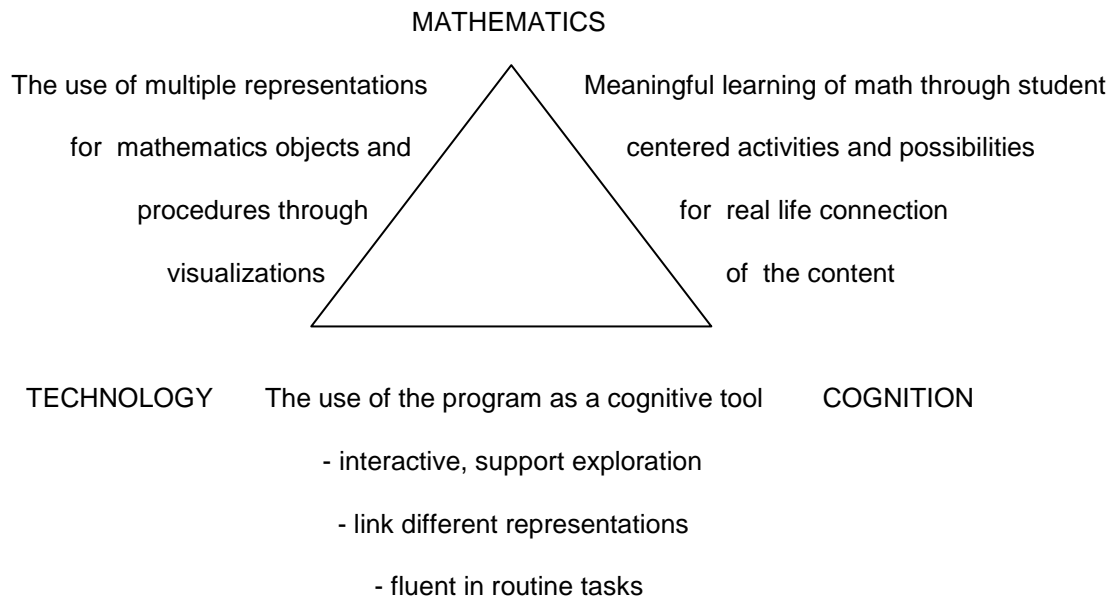 MATHEMATICS
The use of multiple representations
for mathematics objects and
procedures through
visualizations
Meaningful learning of math through student
centered activities and possibilities
for real life connection
of the content
TECHNOLOGY
The use of the program as a cognitive tool
- interactive, support exploration
- link different representations
- fluent in routine tasks
COGNITION